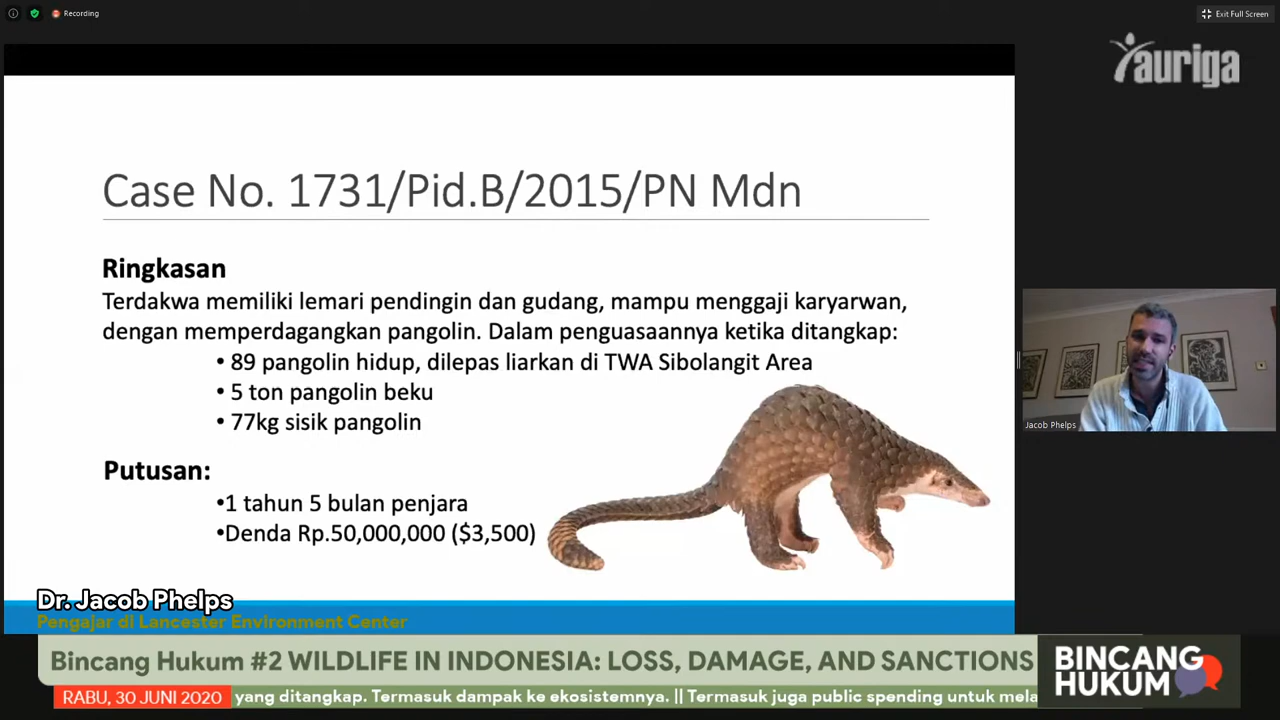 Recording
Exit Full Screen
auriga
Case No. 1731/Pid.B/2015/PN Mdn
Ringkasan
Terdakwa memiliki lemari pendingin dan gudang, mampu menggaji karyarwan,
dengan memperdagangkan pangolin. Dalam penguasaannya ketika ditangkap:
• 89 pangolin hidup, dilepas liarkan di TWA Sibolangit Area
• 5 ton pangolin beku
• 77kg sisik pangolin
Putusan:
•1 tahun 5 bulan penjara
•Denda Rp.50,000,000 ($3,500)
Jacob Phelps
Dr. Jacob Phelps
Pengajar di Lancester Environment Center
Bincang Hukum #2 WILDLIFE IN INDONESIA: LOSS, DAMAGE, AND SANCTIONS
BINCANG
HUKUM
RABU, 30 JUNI 2020
yang ditangkap. Termasuk dampak ke ekosistemnya. || Termasuk juga public spending untuk mela